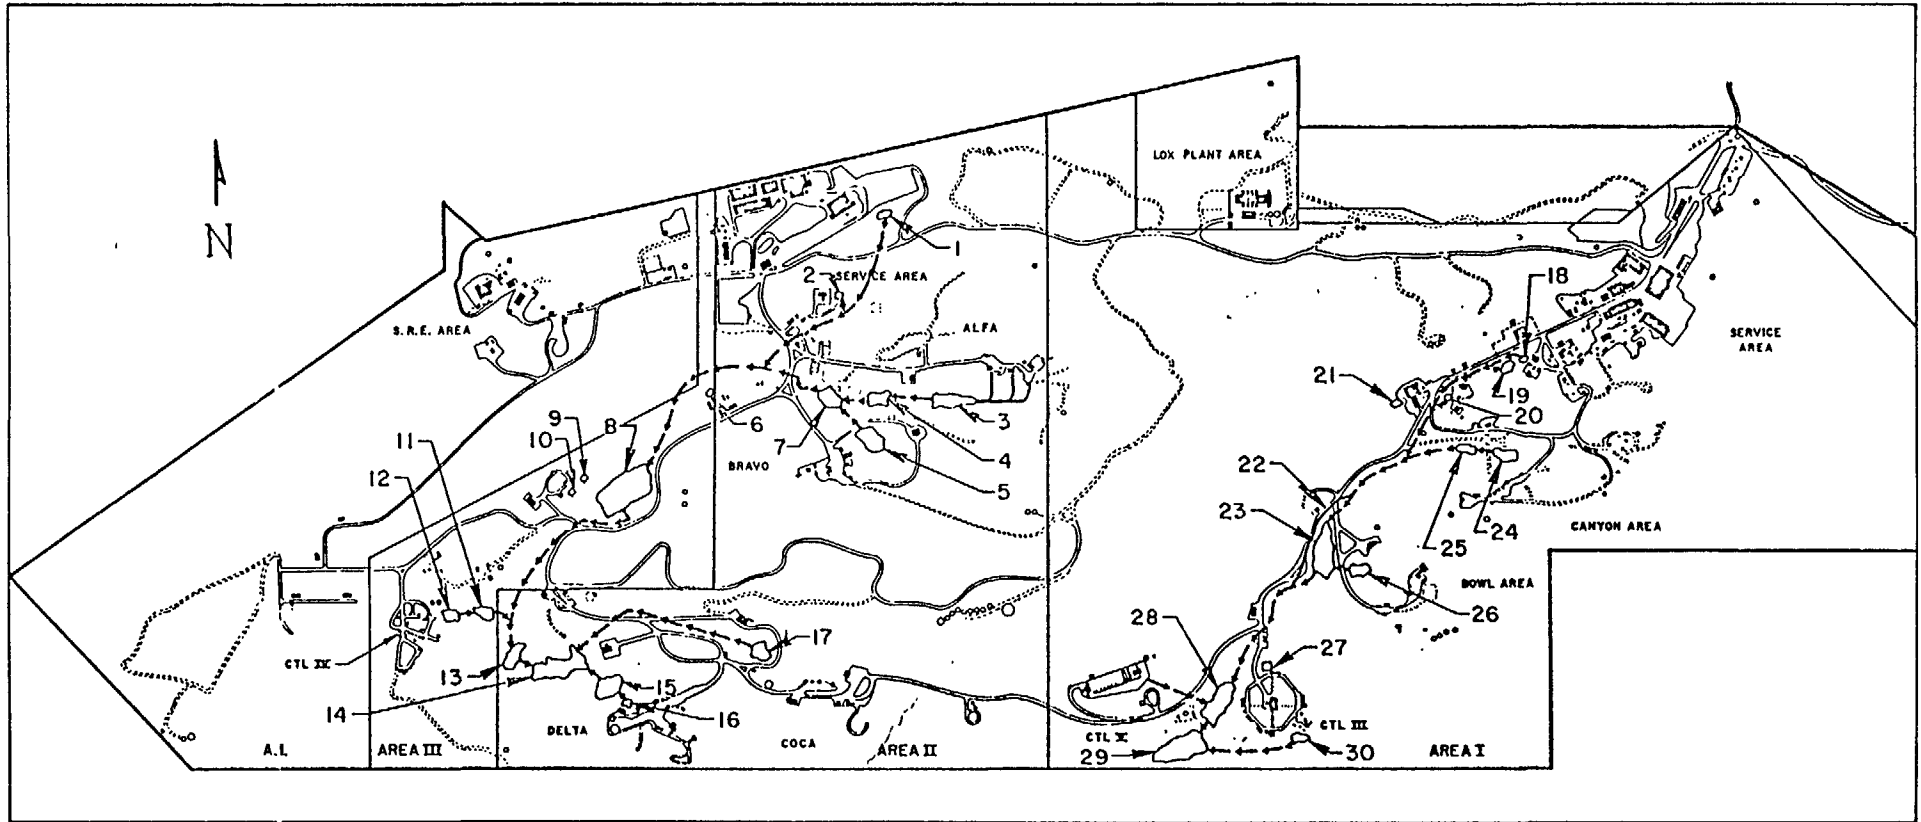 LOX PLANT AREA
N
1
2
SERVICE AREA
18
S.R.E. AREA
ALFA
SERVICE
AREA
21
19
20
9
8
6
3
11
10
7
4
12
BRAVO
5
22
23
25
24
CANYON AREA
BOWL AREA
26
28
17
27
CTL IV
13
15
14
16
DELTA
COCA
CTL III
CTL V
A.I.
AREA III
AREA II
29
30
AREA I